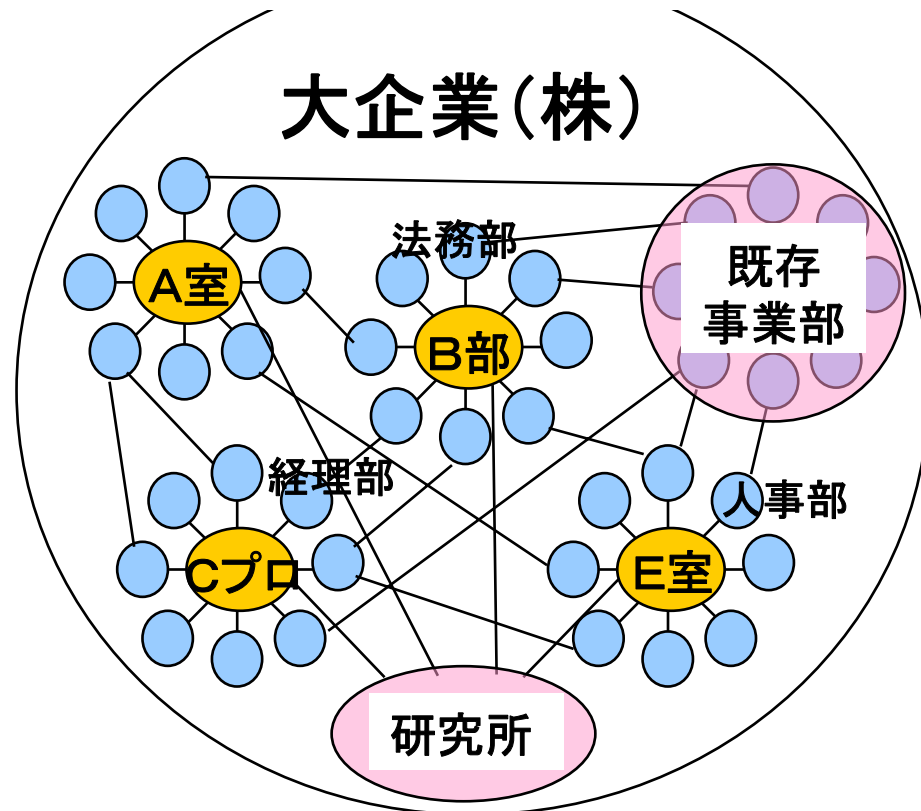 大企業(株)
A室
法務部
B部
既存
事業部
経理部
Cプロ
人事部
E室
研究所